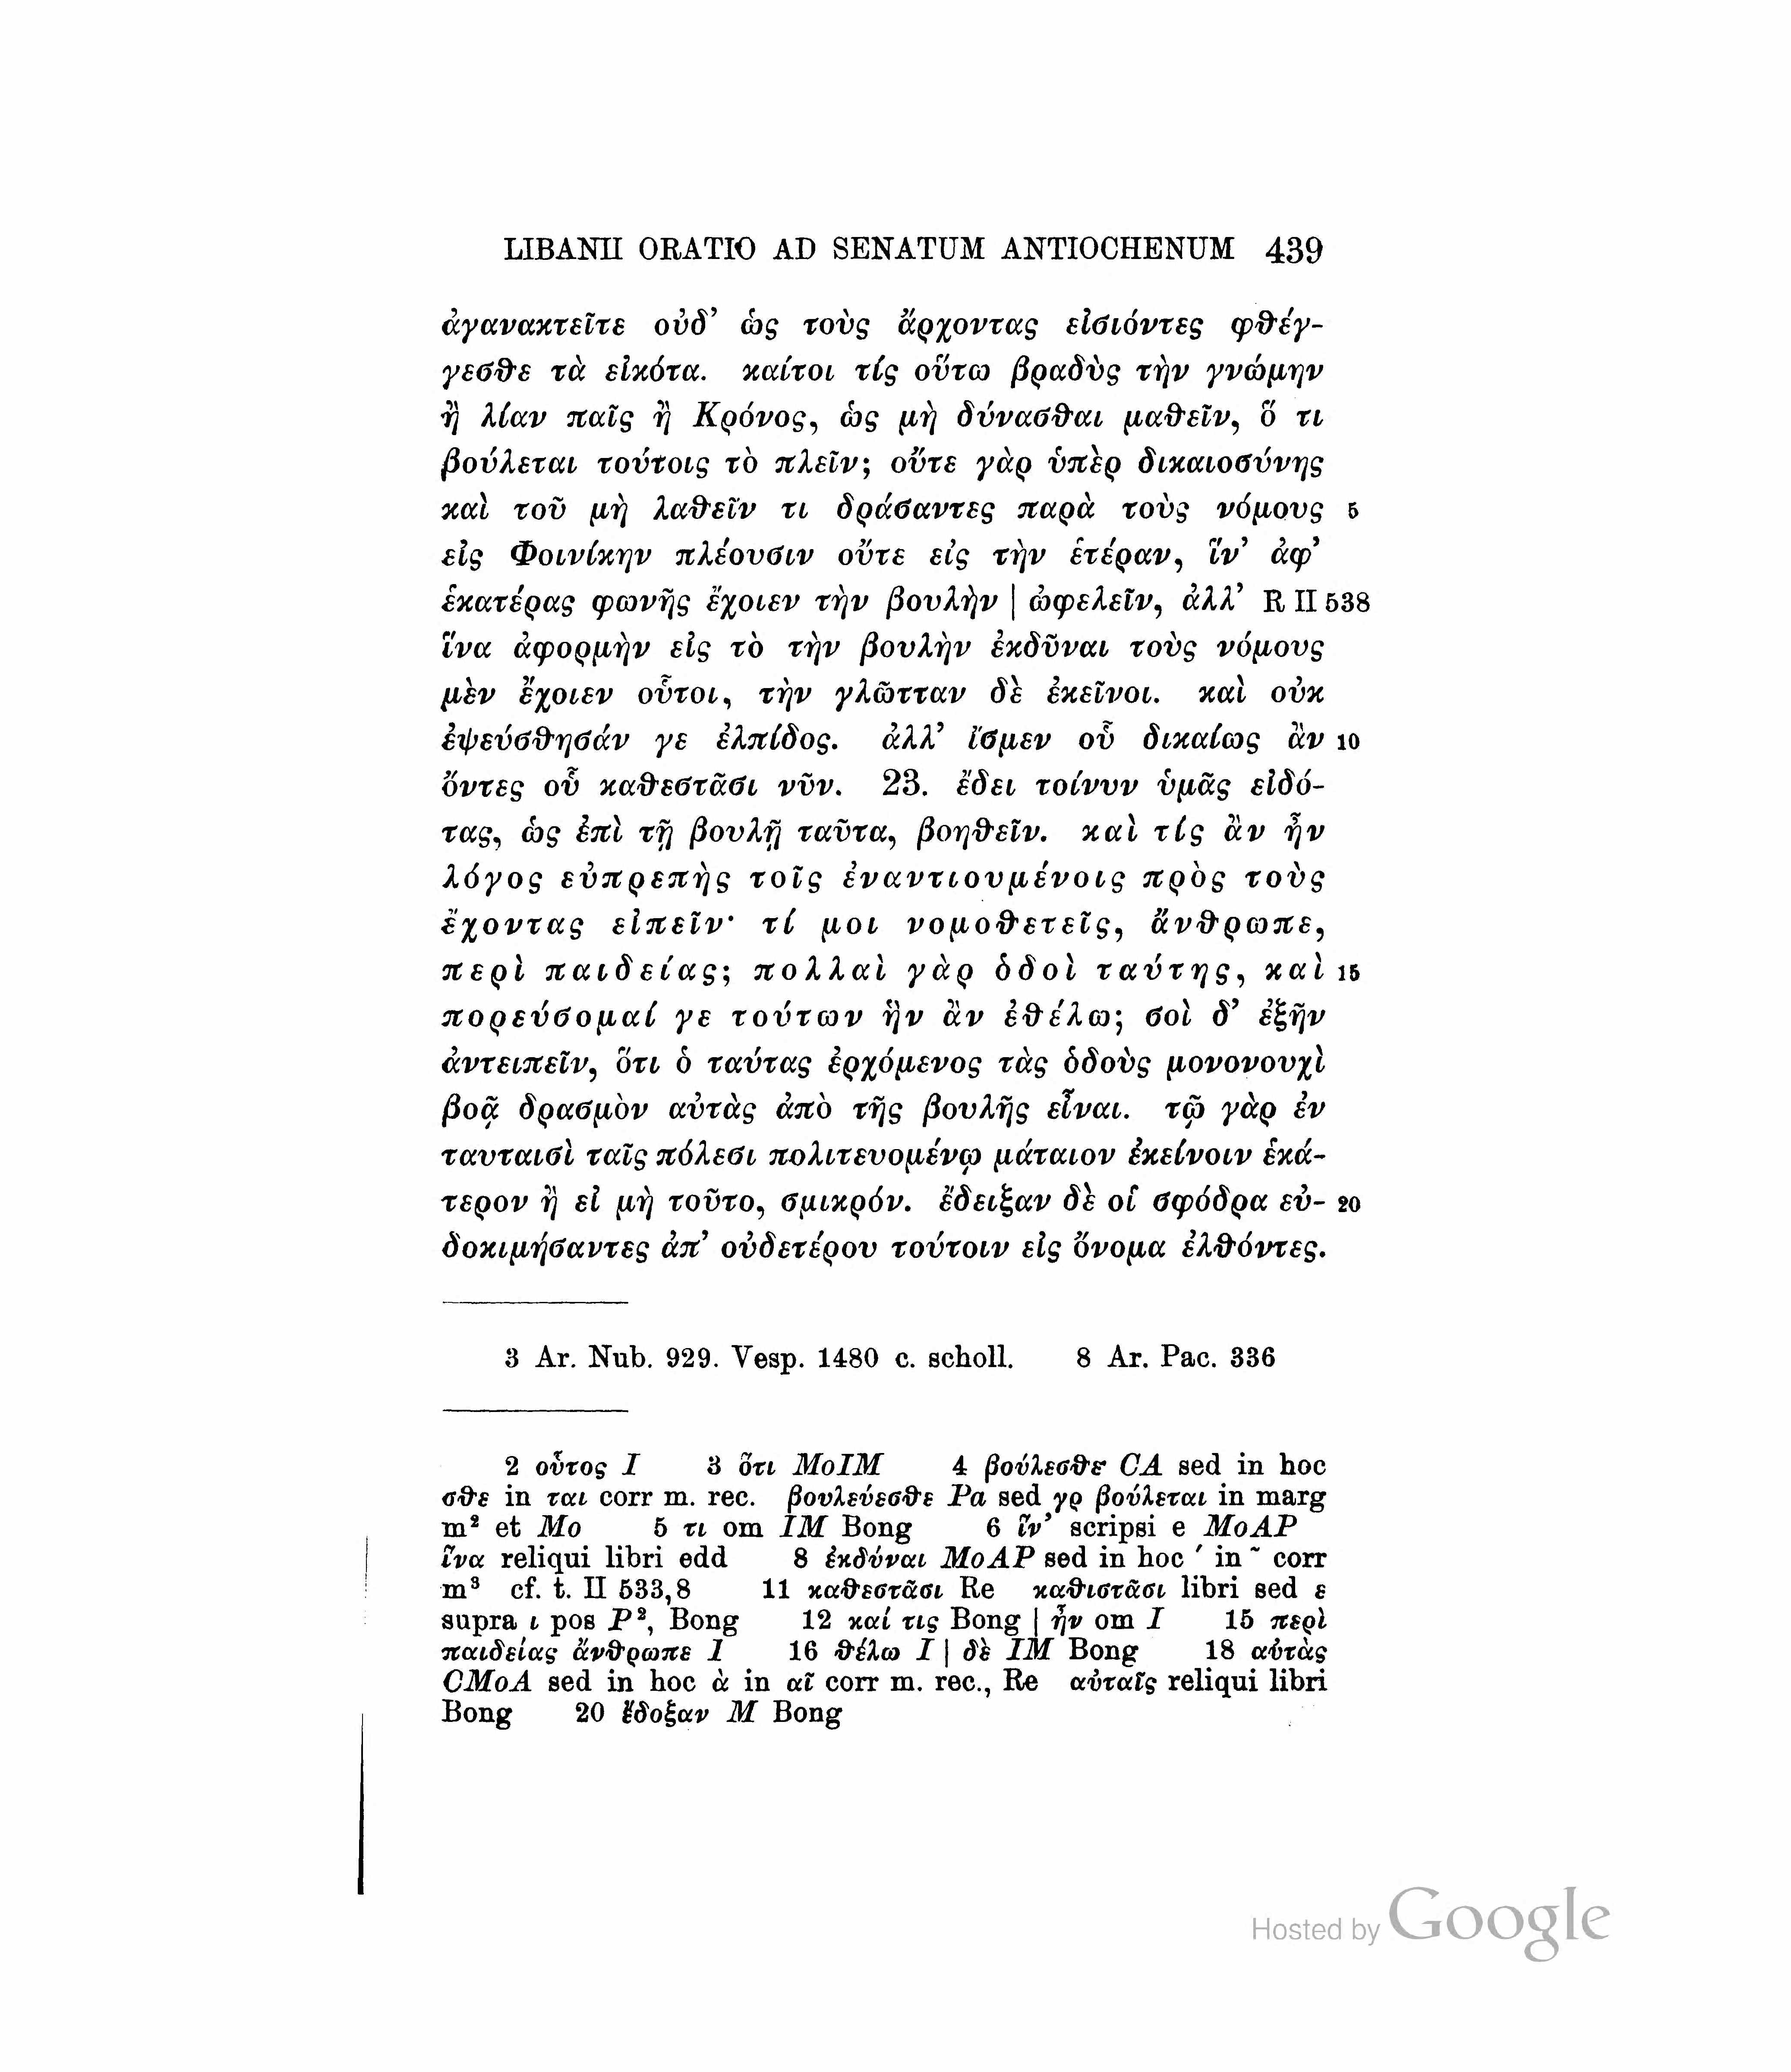 LIBANII ORATIO AD SENATUM ANTIOCHENUM 439
ἀγανακτεῖτε οὐδ’ ὡς τοὺς ἄρχοντας εἰσιόντες φθέγ-
γεσθε τὰ εἰκότα. καίτοι τίς οὕτω βραδὺς τὴν γνώμην
ἢ λίαν παῖς ἢ Κρόνος, ὡς μὴ δύνασθαι μαθεῖν, ὅ τι
βούλεται τούτοις τὸ πλεῖν; οὔτε γὰρ ὑπὲρ δικαιοσύνης
καὶ τοῦ μὴ λαθεῖν τι δράσαντες παρὰ τοὺς νόμους 5
εἰς Φοινίκην πλέουσιν οὔτε εἰς τὴν ἑτέραν, ἵν’ ἀφ’
ἑκατέρας φωνῆς ἔχοιεν τὴν βουλὴν | ὠφελεῖν, ἀλλ’ R II 538
ἵνα ἀφορμὴν εἰς τὸ τὴν βουλὴν ἐκδῦναι τοὺς νόμους
μὲν ἔχοιεν οὗτοι, τὴν γλῶτταν δὲ ἐκεῖνοι. καὶ οὐκ
ἐψεύσθησάν γε ἐλπίδος. ἀλλ’ ἴσμεν οὗ δικαίως ἂν 10
ὄντες οὗ καθεστᾶσι νῦν. 23. ἔδει τοίνυν ὑμᾶς εἰδό-
τας, ὡς ἐπὶ τῇ βουλῇ ταῦτα, βοηθεῖν. καὶ τίς ἂν ἦν
λόγος εὐπρεπὴς τοῖς ἐναντιουμένοις πρὸς τοὺς
ἔχοντας εἰπεῖν· τί μοι νομοθετεῖς, ἄνθρωπε,
περὶ παιδείας; πολλαὶ γὰρ ὁδοὶ ταύτης, καὶ 15
πορεύσομαί γε τούτων ἣν ἂν ἐθέλω; σοὶ δ’ ἐξῆν
ἀντειπεῖν, ὅτι ὁ ταύτας ἐρχόμενος τὰς ὁδοὺς μονονουχὶ
βοᾷ δρασμὸν αὐτὰς ἀπὸ τῆς βουλῆς εἶναι. τῷ γὰρ ἐν
ταυταισὶ ταῖς πόλεσι πολιτευομένῳ μάταιον ἐκείνοιν ἑκά-
τερον ἢ εἰ μὴ τοῦτο, σμικρόν. ἔδειξαν δὲ οἱ σφόδρα εὐ- 20
δοκιμήσαντες ἀπ’ οὐδετέρου τούτοιν εἰς ὄνομα ἐλθόντες.
3 Ar. Nub. 929. Vesp. 1480 c. scholl. 8 Ar. Pac. 336
2 οὗτος I 3 ὅτι MoIM 4 βούλεσθε CA sed in hoc
σθε in ται corr m. rec. βουλεύεσθε Pa sed γρ βούλεται in marg
m² et Mo 5 τι om IM Bong 6 ἵν’ scripsi e MoAP
ἵνα reliqui libri edd 8 ἐκδύναι MoAP sed in hoc ´ in ˜ corr
m³ cf. t. II 533,8 11 καθεστᾶσι Re καθιστᾶσι libri sed ε
supra ι pos P², Bong 12 καί τις Bong | ἦν om I 15 περὶ
παιδείας ἄνθρωπε I 16 θέλω I | δὲ IM Bong 18 αὐτὰς
CMoA sed in hoc ὰ in αῖ corr m. rec., Re αὐταῖς reliqui libri
Bong 20 ἔδοξαν M Bong
Hosted by Google